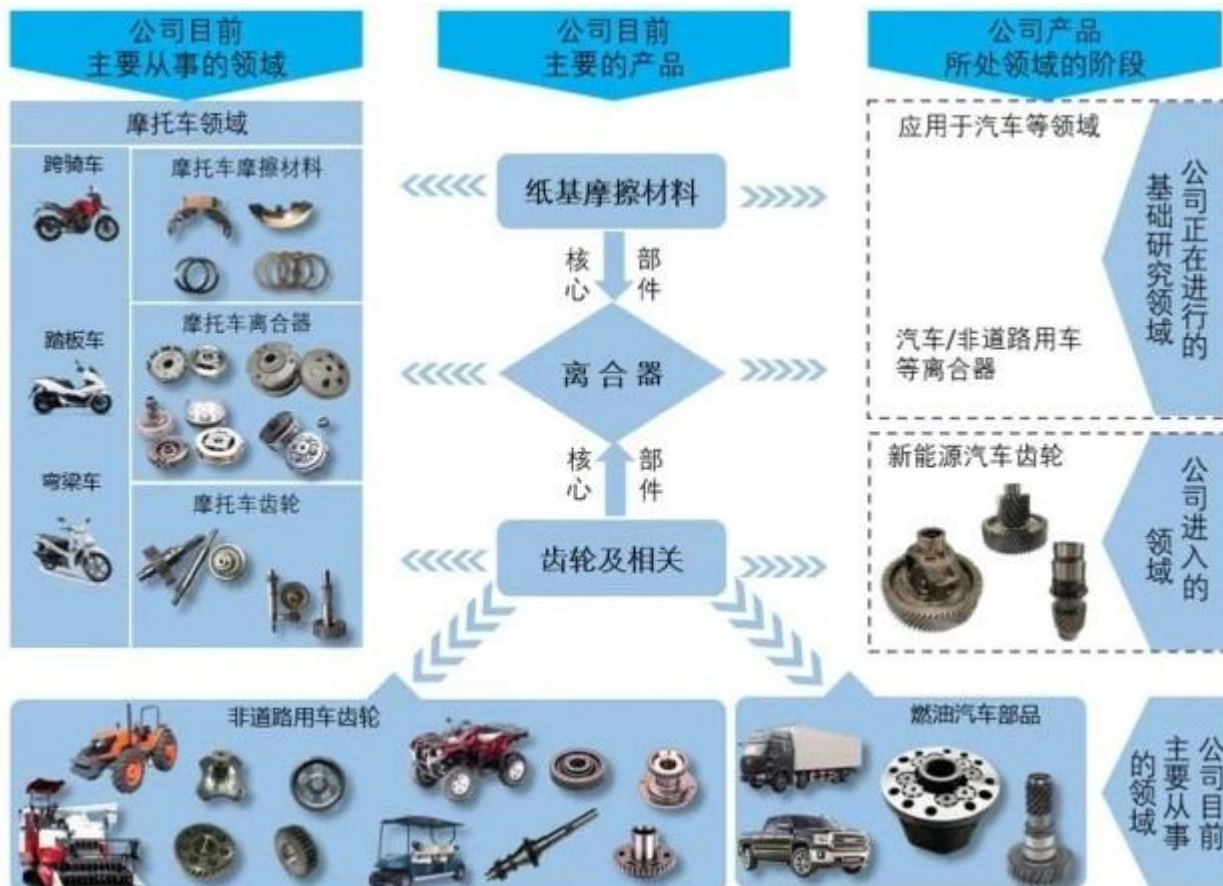 公司目前
主要从事的领域
公司目前
主要的产品
公司产品
所处领域的阶段
摩托车领域
跨骑车
踏板车
弯梁车
摩托车摩擦材料
摩托车离合器
摩托车齿轮
纸基摩擦材料
核心
部件
离合器
核心
部件
齿轮及相关
应用于汽车等领域
汽车/非道路用车
等离合器
公司正在进行的
基础研究领域
新能源汽车齿轮
公司进入的
领域
非道路用车齿轮
燃油汽车部品
公司目前
主要从事
的领域